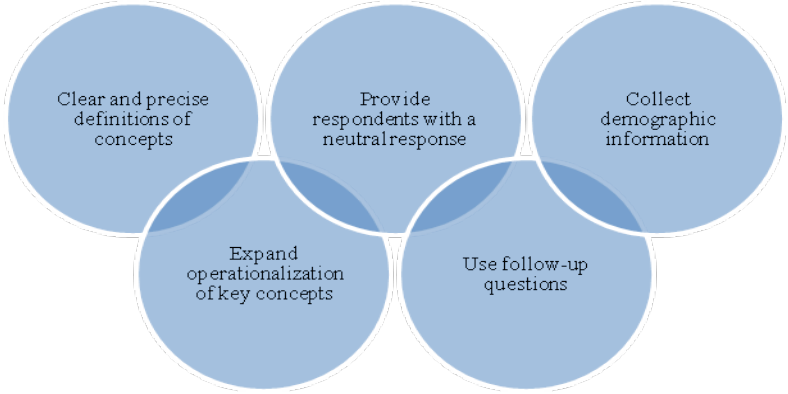 Clear and precise
definitions of
concepts
Provide
respondents with a
neutral response
Collect
demographic
information
Expand
operationalization
of key concepts
Use follow-up
questions